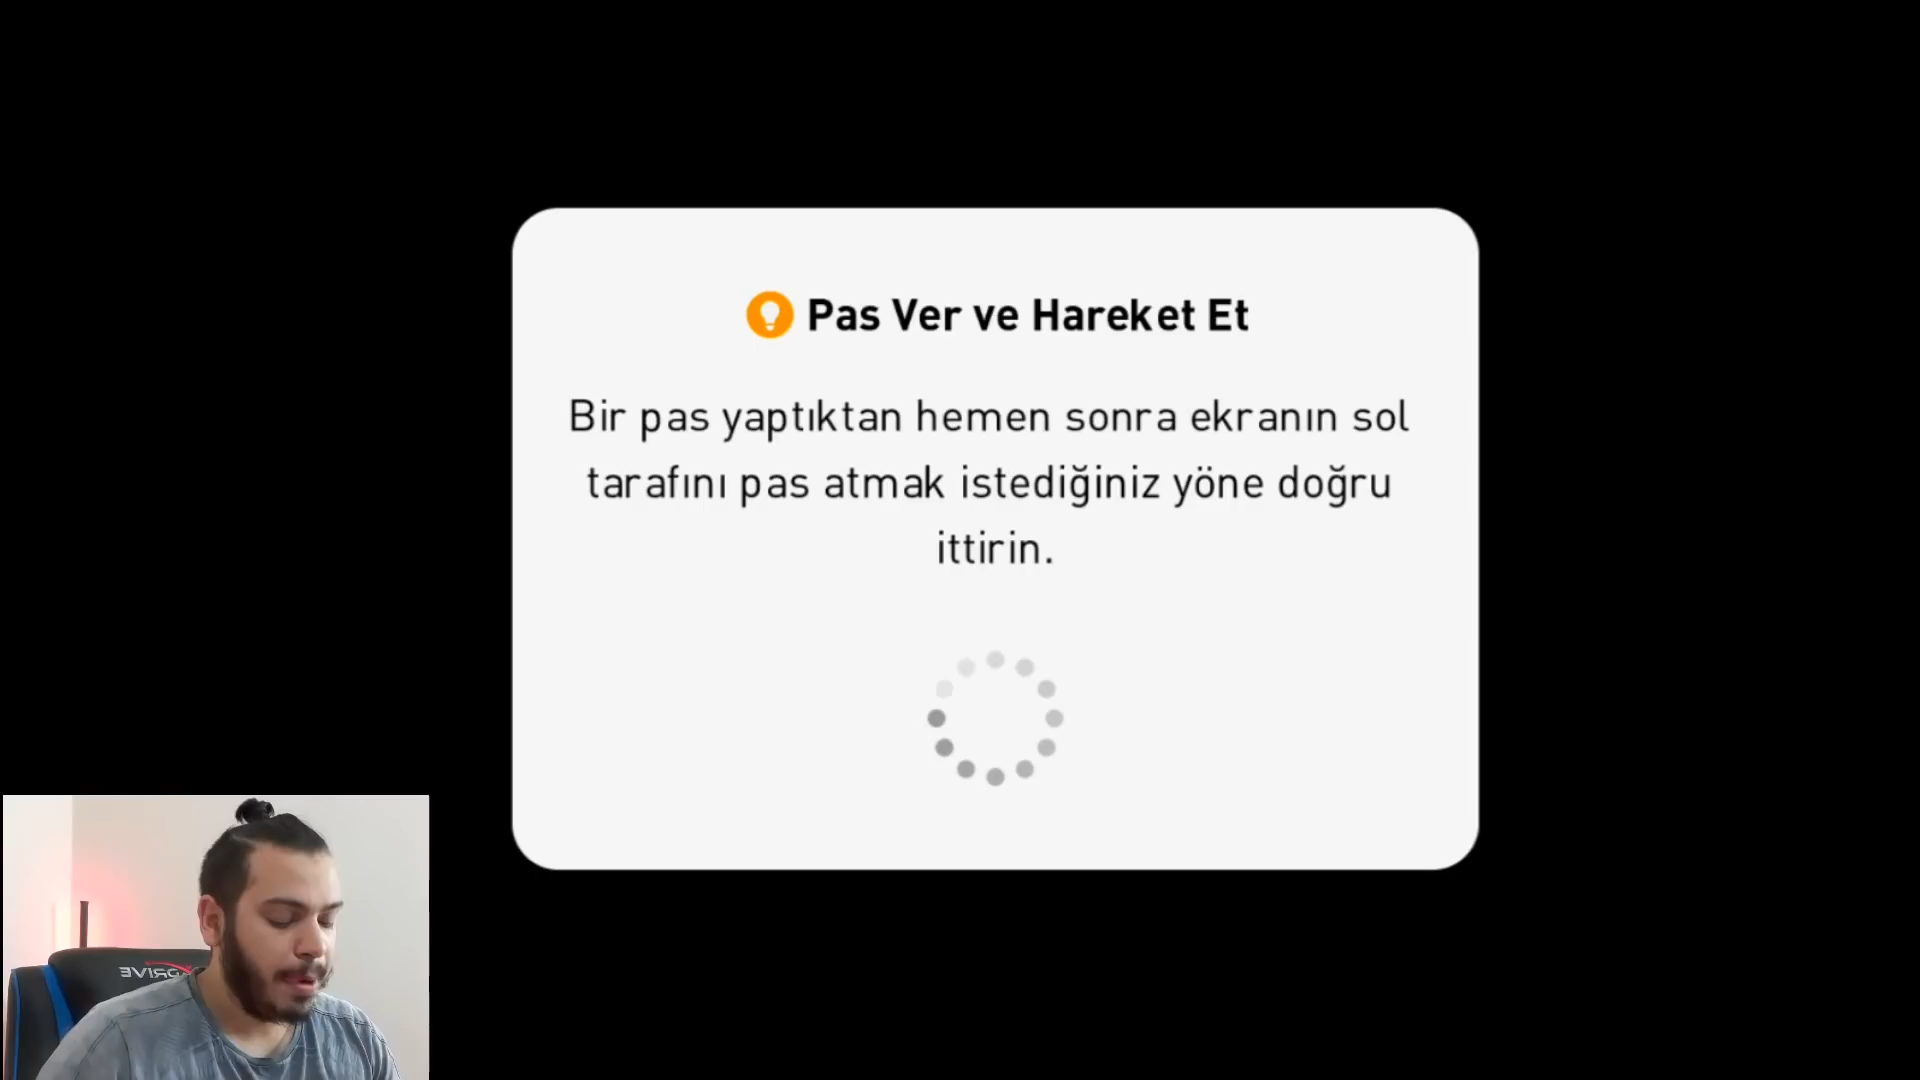 Pas Ver ve Hareket Et
Bir pas yaptıktan hemen sonra ekranın sol
tarafını pas atmak istediğiniz yöne doğru
ittirin.